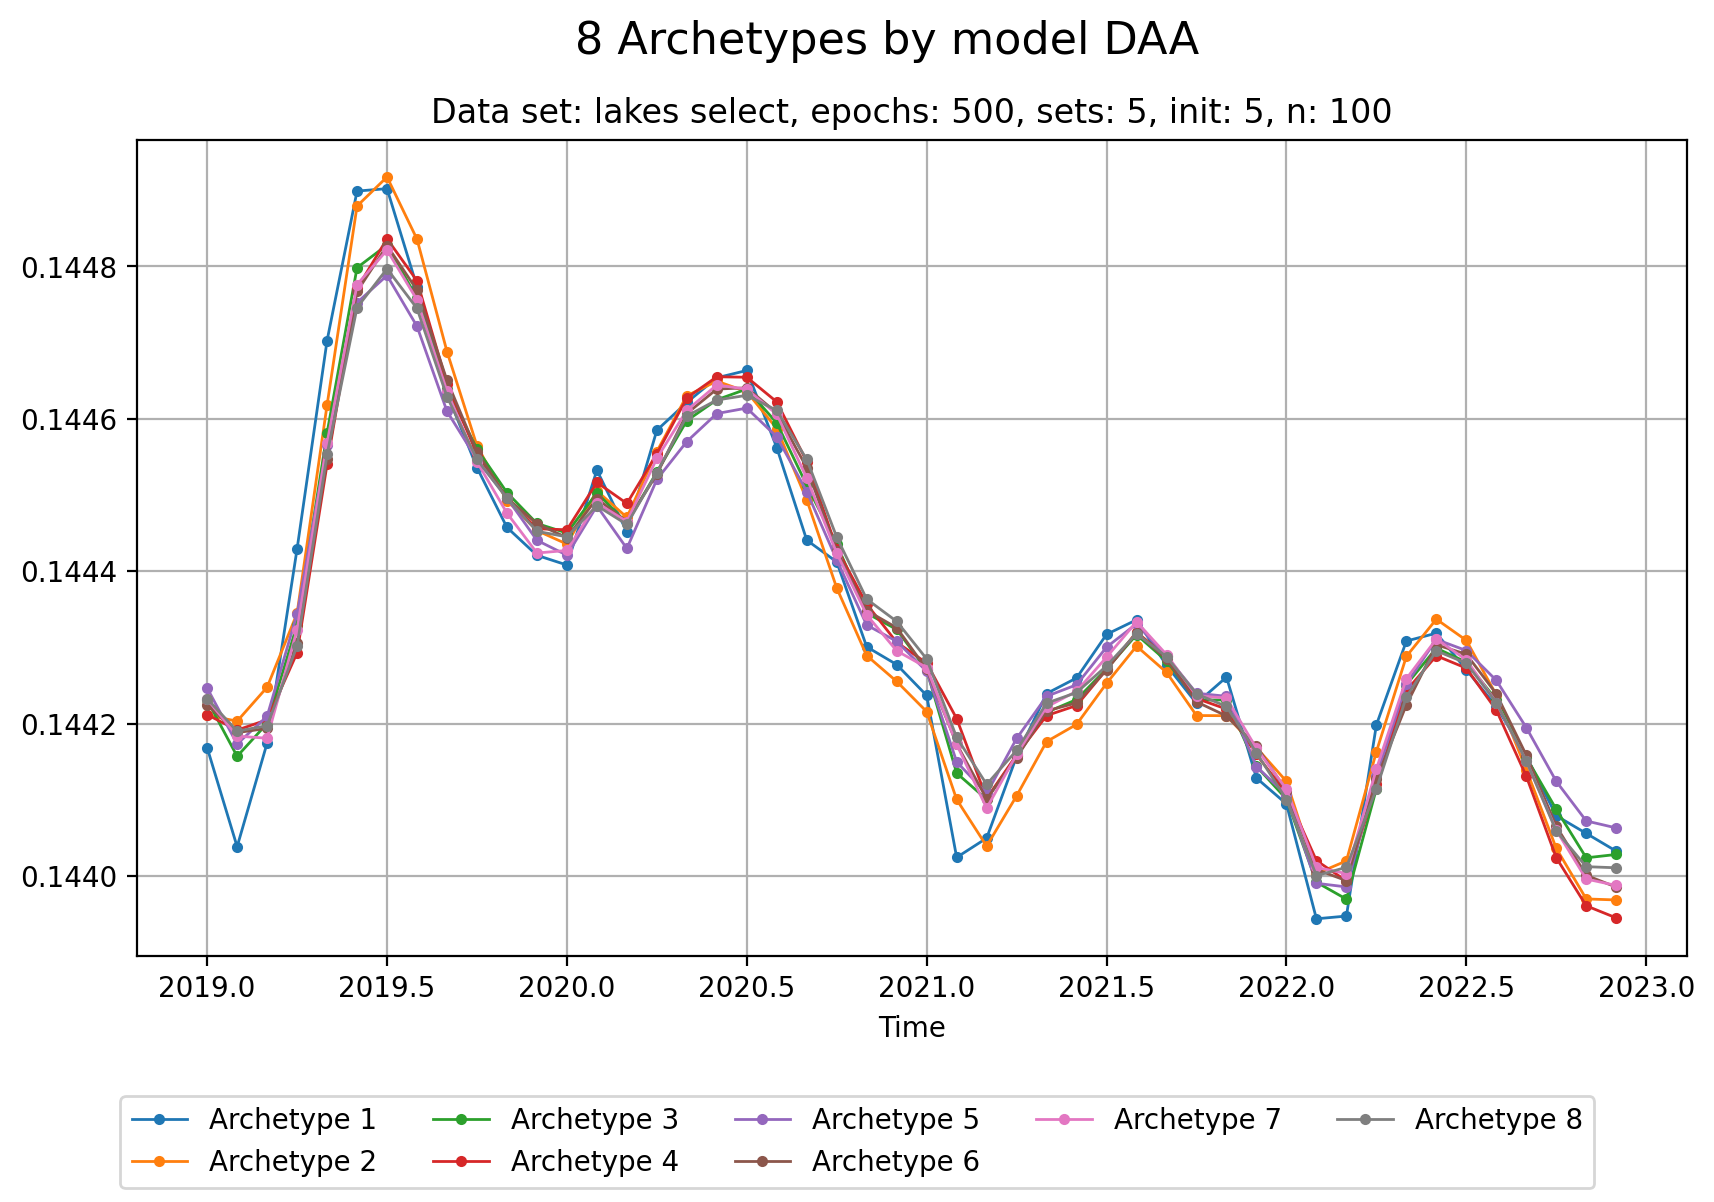 8 Archetypes by model DAA
Data set: lakes select, epochs: 500, sets: 5, init: 5, n: 100
0.1448
0.1446
0.1444
0.1442
0.1440
2019.0 2019.5 2020.0 2020.5 2021.0 2021.5 2022.0 2022.5 2023.0
Time
Archetype 1 Archetype 3 Archetype 5 Archetype 7 Archetype 8
Archetype 2 Archetype 4 Archetype 6